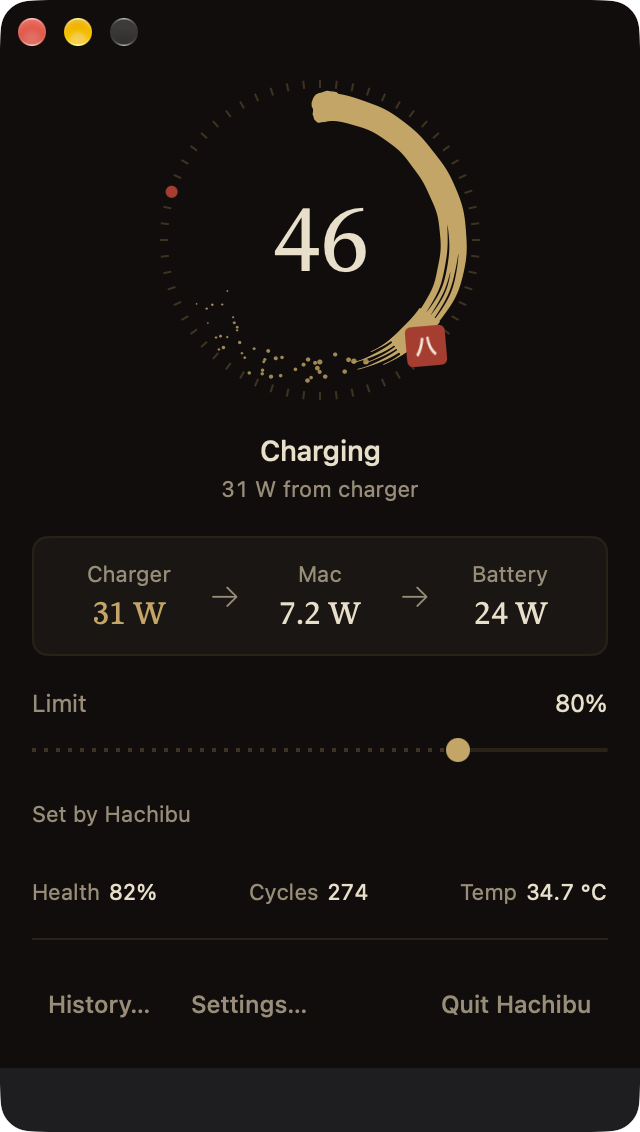 46
八
Charging
31 W from charger
Charger → Mac → Battery
31 W 7.2 W 24 W
Limit 80%
Set by Hachibu
Health 82% Cycles 274 Temp 34.7 °C
History... Settings... Quit Hachibu